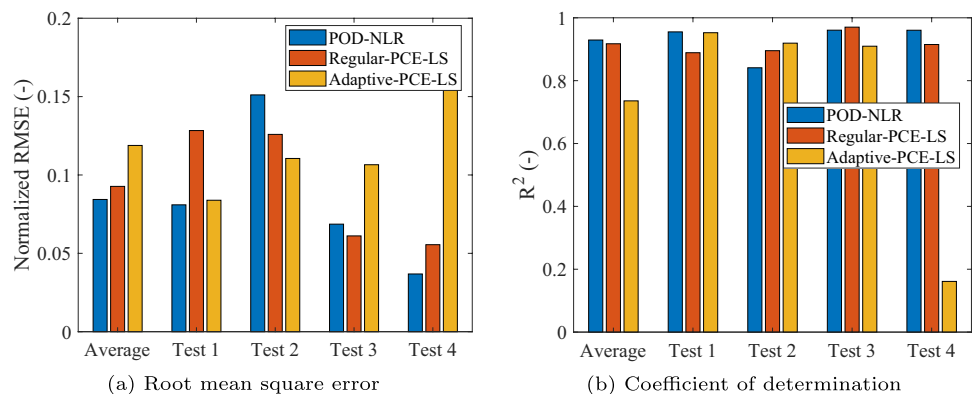 0.2
0.15
0.1
0.05
0
Normalized RMSE (-)
POD-NLR
Regular-PCE-LS
Adaptive-PCE-LS
Average Test 1 Test 2 Test 3 Test 4
(a) Root mean square error
1
0.8
0.6
0.4
0.2
0
R² (-)
POD-NLR
Regular-PCE-LS
Adaptive-PCE-LS
Average Test 1 Test 2 Test 3 Test 4
(b) Coefficient of determination